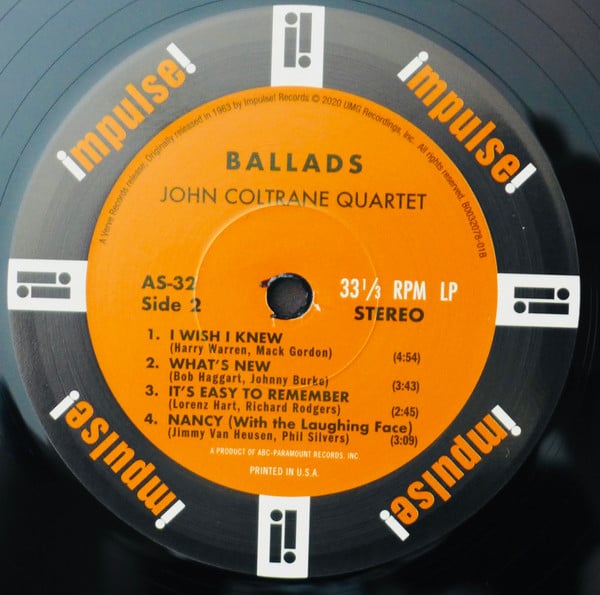 impulse!
impulse!
A Verve Records release. Originally released in 1963 by Impulse! Records © 2020 UMG Recordings, Inc. All rights reserved. B0032078-01B
BALLADS
JOHN COLTRANE QUARTET
AS-32
Side 2
33 1/3 RPM LP
STEREO
1. I WISH I KNEW
(Harry Warren, Mack Gordon) (4:54)
2. WHAT'S NEW
(Bob Haggart, Johnny Burke) (3:43)
3. IT'S EASY TO REMEMBER
(Lorenz Hart, Richard Rodgers) (2:45)
4. NANCY (With the Laughing Face)
(Jimmy Van Heusen, Phil Silvers) (3:09)
A PRODUCT OF ABC-PARAMOUNT RECORDS, INC.
PRINTED IN U.S.A.
impulse!
impulse!